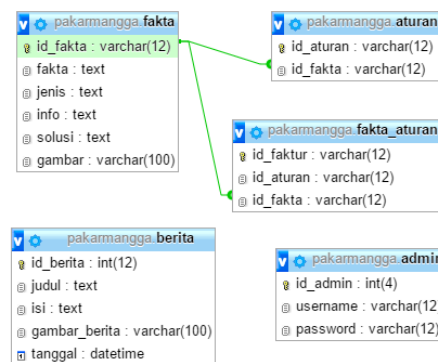 pakarmangga fakta
id_fakta : varchar(12)
fakta : text
jenis : text
info : text
solusi : text
gambar : varchar(100)
pakarmangga aturan
id_aturan : varchar(12)
id_fakta : varchar(12)
pakarmangga fakta_aturan
id_faktur : varchar(12)
id_aturan : varchar(12)
id_fakta : varchar(12)
pakarmangga berita
id_berita : int(12)
judul : text
isi : text
gambar_berita : varchar(100)
tanggal : datetime
pakarmangga admin
id_admin : int(4)
username : varchar(12
password : varchar(12